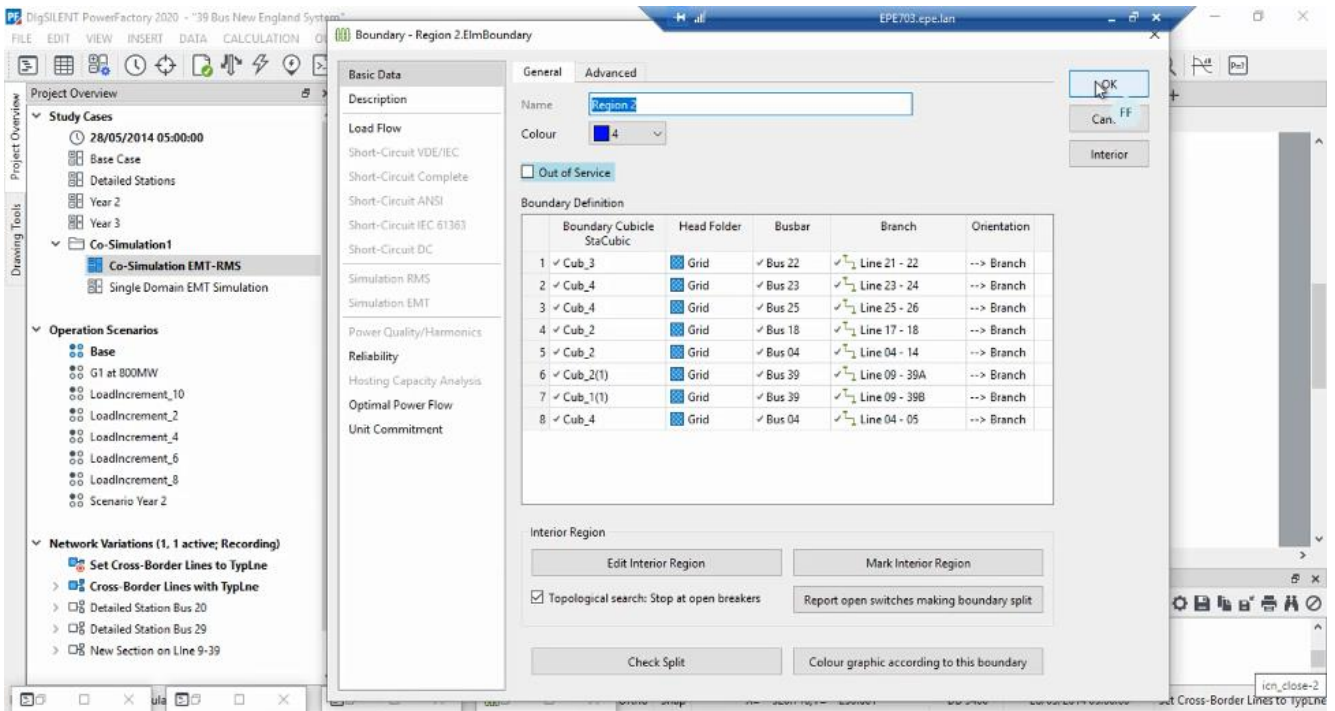 DIgSILENT PowerFactory 2020 - "39 Bus New England System"
EPE703.epe.lan
FILE EDIT VIEW INSERT DATA CALCULATION
Boundary - Region 2.ElmBoundary
Project Overview
Project Overview
Drawing Tools
Study Cases
28/05/2014 05:00:00
Base Case
Detailed Stations
Year 2
Year 3
Co-Simulation1
Co-Simulation EMT-RMS
Single Domain EMT Simulation
Operation Scenarios
Base
G1 at 800MW
LoadIncrement_10
LoadIncrement_2
LoadIncrement_4
LoadIncrement_6
LoadIncrement_8
Scenario Year 2
Network Variations (1, 1 active; Recording)
Set Cross-Border Lines to TypLne
Cross-Border Lines with TypLne
Detailed Station Bus 20
Detailed Station Bus 29
New Section on LIne 9-39
Basic Data
Description
Load Flow
Short-Circuit VDE/IEC
Short-Circuit Complete
Short-Circuit ANSI
Short-Circuit IEC 61363
Short-Circuit DC
Simulation RMS
Simulation EMT
Power Quality/Harmonics
Reliability
Hosting Capacity Analysis
Optimal Power Flow
Unit Commitment
General Advanced
Name Region 2
Colour 4
Out of Service
Boundary Definition
Boundary Cubicle StaCubic Head Folder Busbar Branch Orientation
1 Cub_3 Grid Bus 22 Line 21 - 22 --> Branch
2 Cub_4 Grid Bus 23 Line 23 - 24 --> Branch
3 Cub_4 Grid Bus 25 Line 25 - 26 --> Branch
4 Cub_2 Grid Bus 18 Line 17 - 18 --> Branch
5 Cub_2 Grid Bus 04 Line 04 - 14 --> Branch
6 Cub_2(1) Grid Bus 39 Line 09 - 39A --> Branch
7 Cub_1(1) Grid Bus 39 Line 09 - 39B --> Branch
8 Cub_4 Grid Bus 04 Line 04 - 05 --> Branch
Interior Region
Edit Interior Region Mark Interior Region
Topological search: Stop at open breakers Report open switches making boundary split
Check Split Colour graphic according to this boundary
OK
FF
Can
Interior
icn_close-2
Set Cross-Border Lines to TypLne